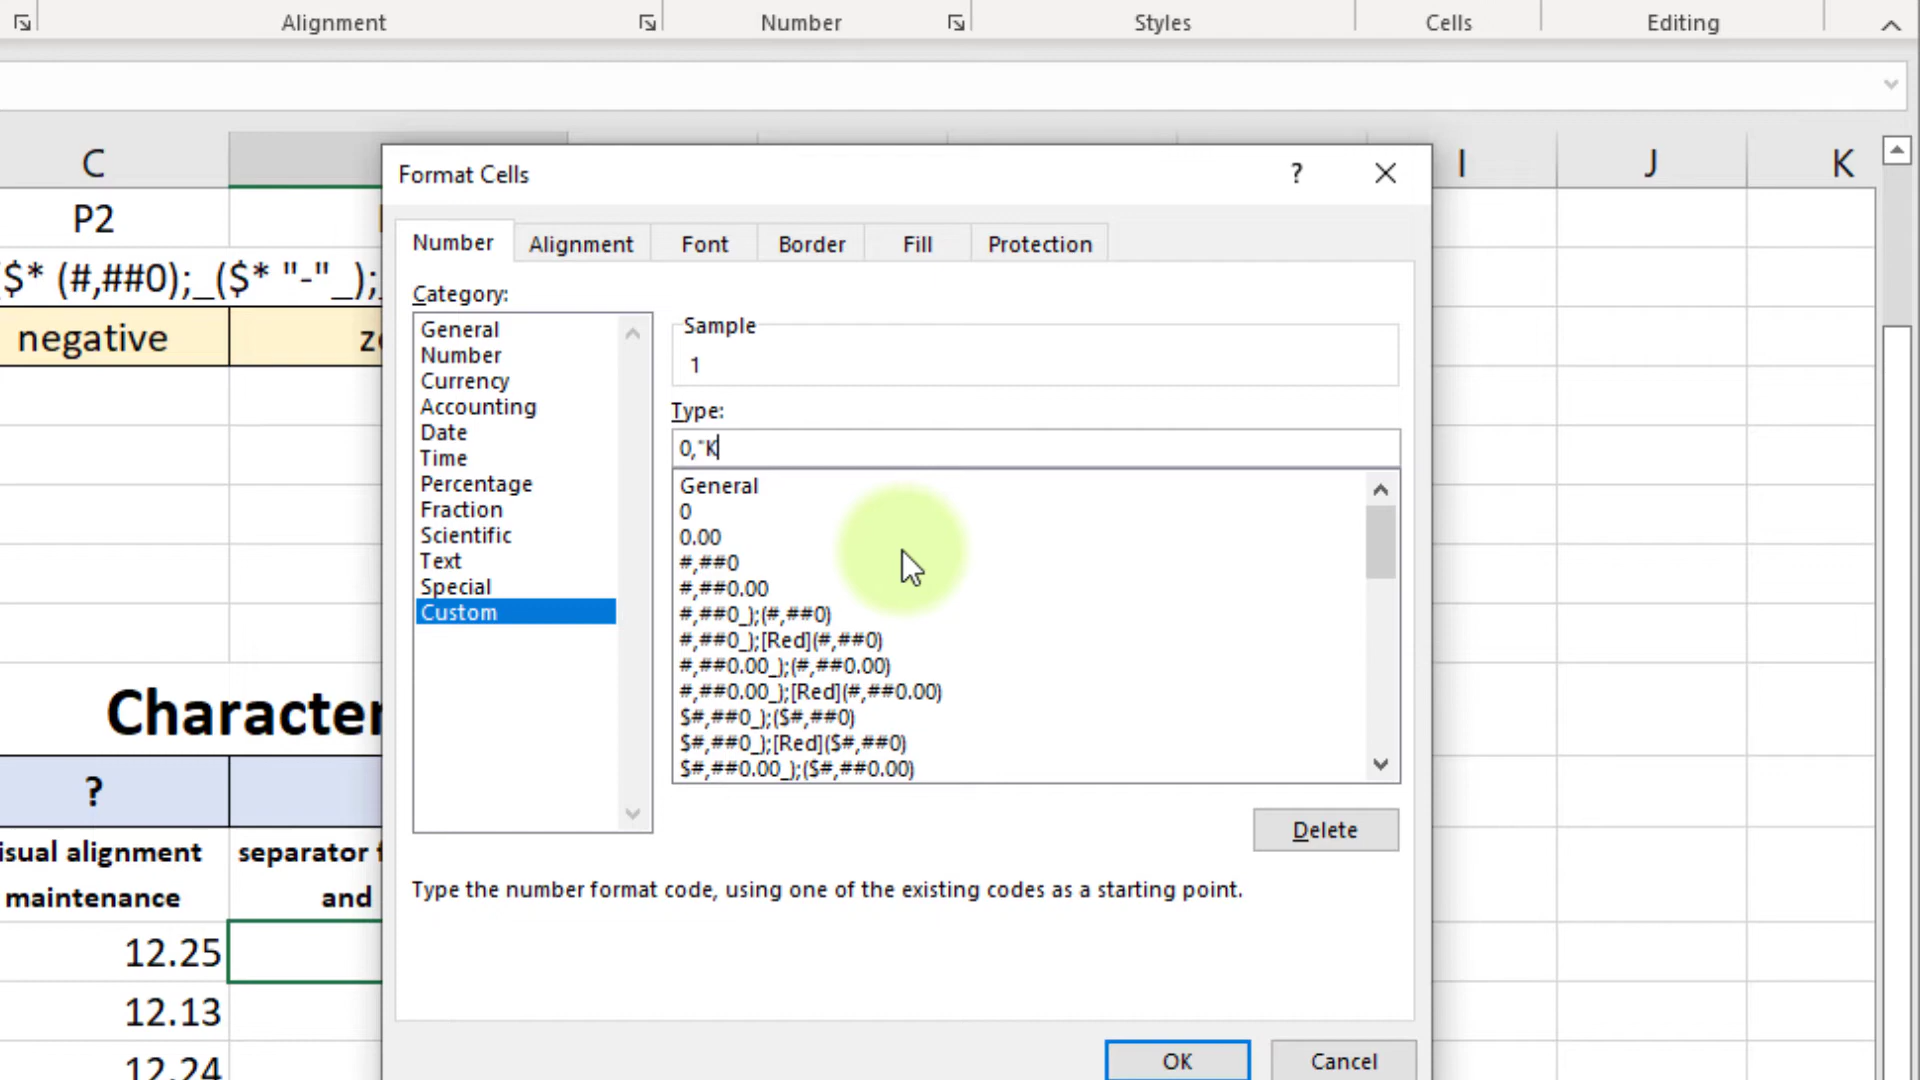 Alignment Number Styles Cells Editing
C I J K
P2
$* (#,##0);_($* "-"_);
negative
Character
?
isual alignment
maintenance
separator
and
12.25
12.13
12.24
Format Cells ?
Number Alignment Font Border Fill Protection
Category:
General
Number
Currency
Accounting
Date
Time
Percentage
Fraction
Scientific
Text
Special
Custom
Sample
1
Type:
0,"K
General
0
0.00
#,##0
#,##0.00
#,##0_);(#,##0)
#,##0_);[Red](#,##0)
#,##0.00_);(#,##0.00)
#,##0.00_);[Red](#,##0.00)
$#,##0_);($#,##0)
$#,##0_);[Red]($#,##0)
$#,##0.00_);($#,##0.00)
Delete
Type the number format code, using one of the existing codes as a starting point.
OK Cancel